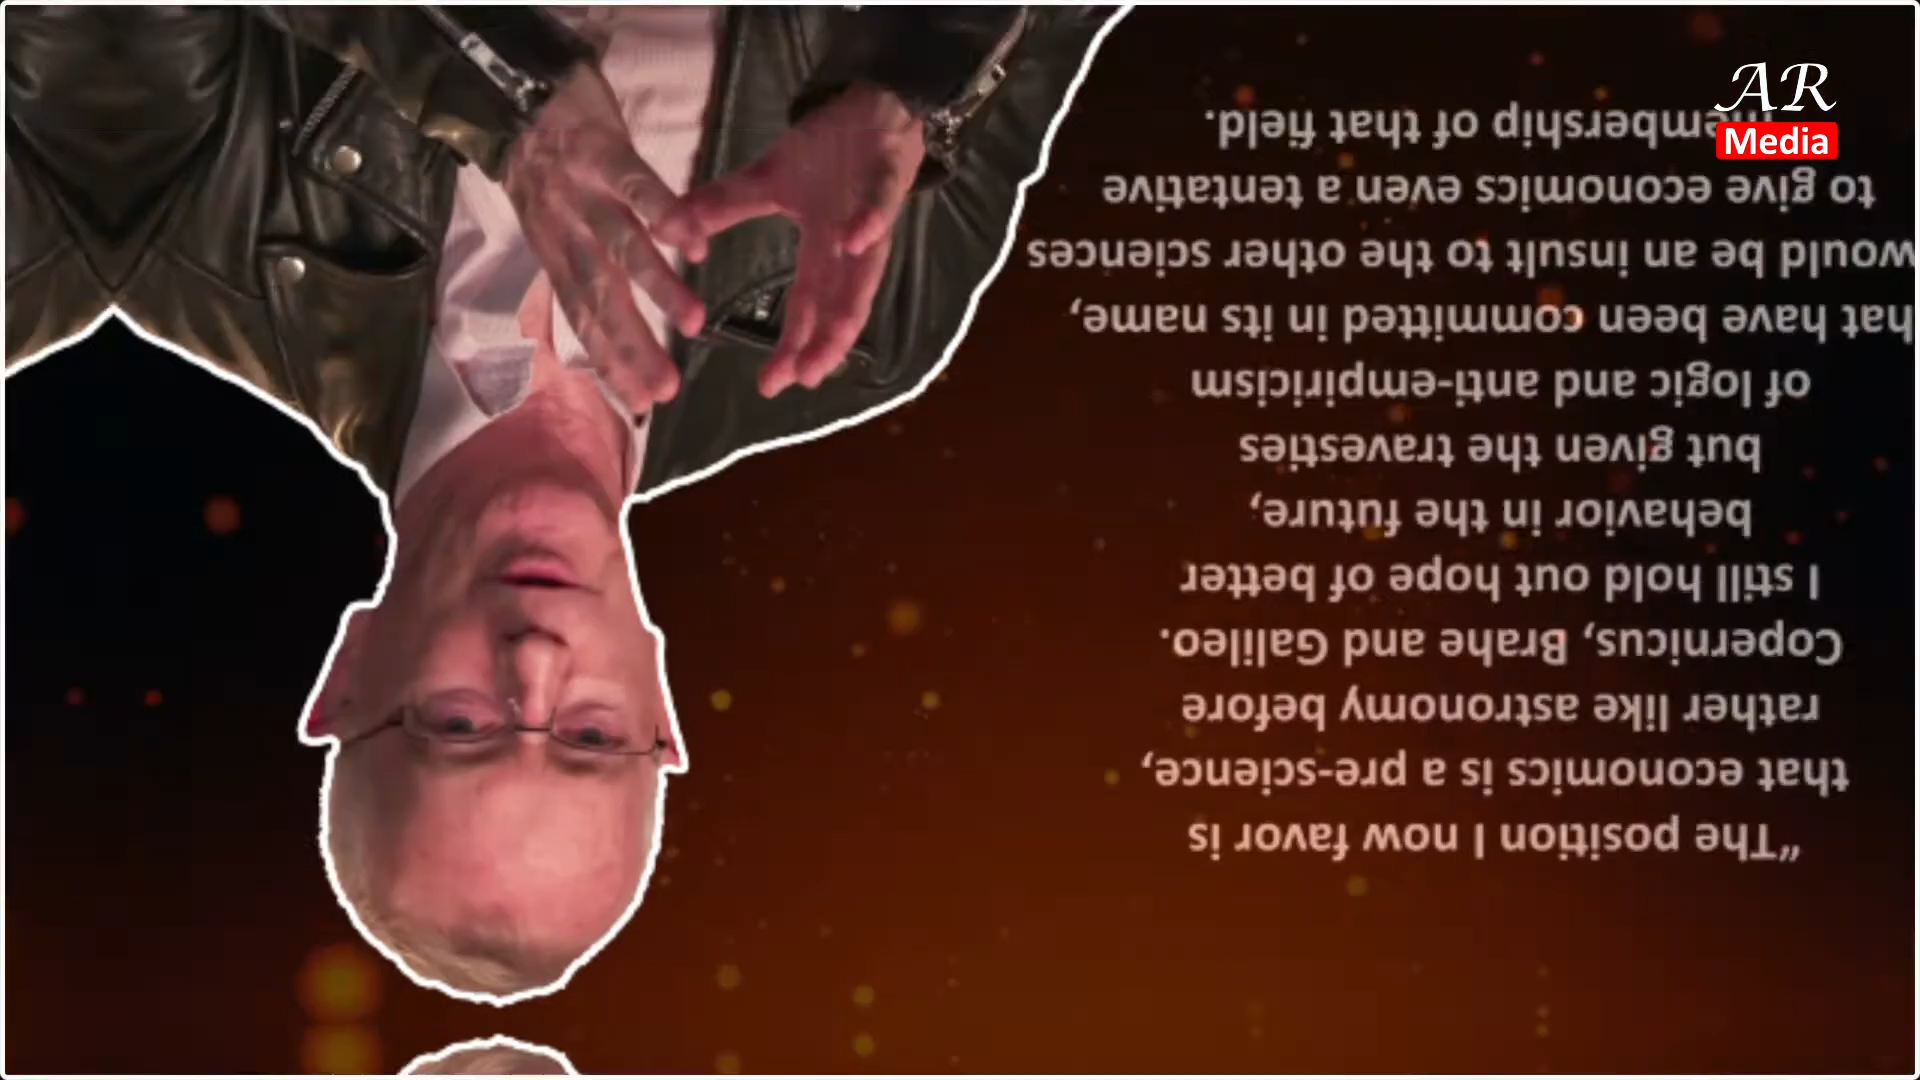 AR
Media
“The position I now favor is
that economics is a pre-science,
rather like astronomy before
Copernicus, Brahe and Galileo.
I still hold out hope of better
behavior in the future,
but given the travesties
of logic and anti-empiricism
hat have been committed in its name,
would be an insult to the other sciences
to give economics even a tentative
membership of that field.